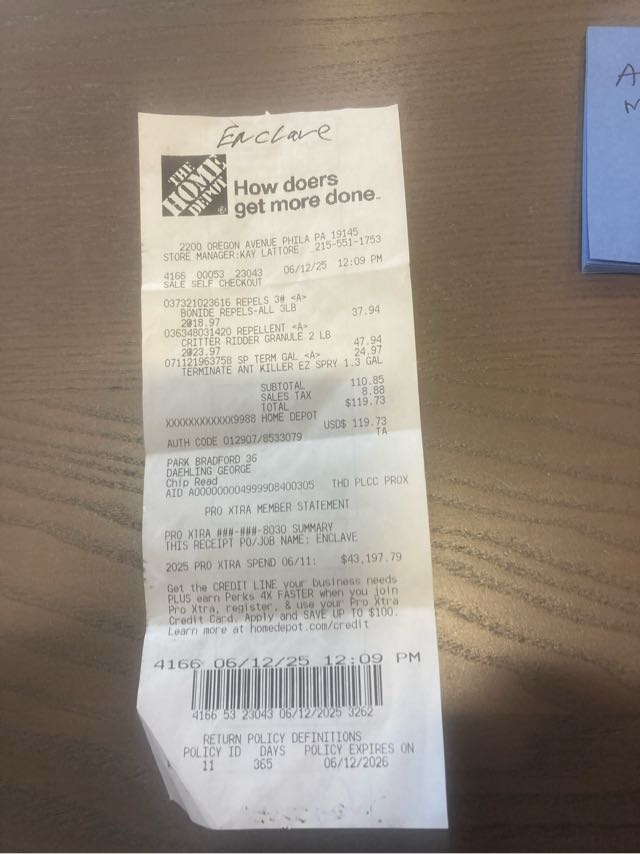 Enclave
THE
HOME
DEPOT
How doers
get more done.
2200 OREGON AVENUE PHILA PA 19145
STORE MANAGER:KAY LATTORE 215-551-1753
4166 00053 23043 06/12/25 12:09 PM
SALE SELF CHECKOUT
037321023616 REPELS 3# <A>
BONIDE REPELS-ALL 3LB
2@18.97 37.94
036348031420 REPELLENT <A>
CRITTER RIDDER GRANULE 2 LB
2@23.97 47.94
071121963758 SP TERM GAL <A> 24.97
TERMINATE ANT KILLER EZ SPRY 1.3 GAL
SUBTOTAL 110.85
SALES TAX 8.88
TOTAL $119.73
XXXXXXXXXXXX9988 HOME DEPOT
USD$ 119.73
AUTH CODE 012907/8533079 TA
PARK BRADFORD 36
DAEHLING GEORGE
Chip Read
AID A0000000049999D8400305 THD PLCC PROX
PRO XTRA MEMBER STATEMENT
PRO XTRA ###-###-8030 SUMMARY
THIS RECEIPT PO/JOB NAME: ENCLAVE
2025 PRO XTRA SPEND 06/11: $43,197.79
Get the CREDIT LINE your business needs
PLUS earn Perks 4X FASTER when you join
Pro Xtra, register, & use your Pro Xtra
Credit Card. Apply and SAVE UP TO $100.
Learn more at homedepot.com/credit
4166 06/12/25 12:09 PM
4166 53 23043 06/12/2025 3262
RETURN POLICY DEFINITIONS
POLICY ID DAYS POLICY EXPIRES ON
11 365 06/12/2026